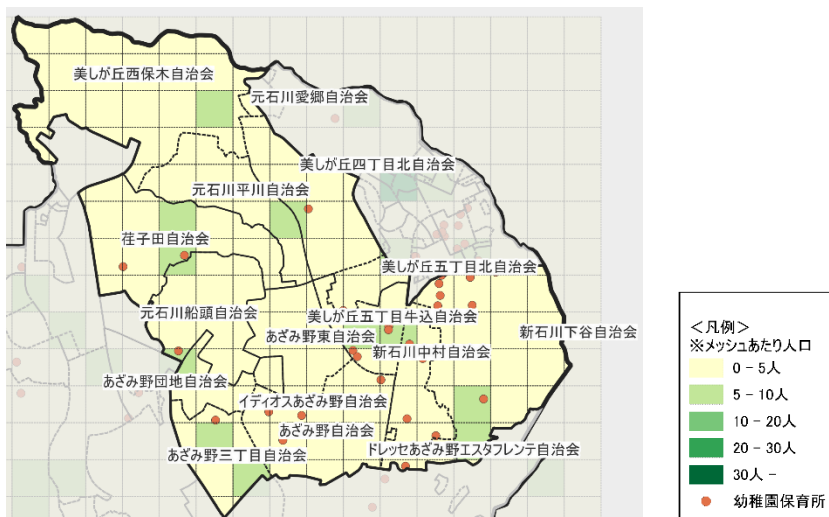 美しが丘西保木自治会
元石川愛郷自治会
美しが丘四丁目北自治会
元石川平川自治会
荏子田自治会
美しが丘五丁目北自治会
元石川船頭自治会
美しが丘五丁目牛込自治会
新石川下谷自治会
あざみ野東自治会
新石川中村自治会
あざみ野団地自治会
イディオスあざみ野自治会
あざみ野自治会
あざみ野三丁目自治会
ドレッセあざみ野エスタフレンテ自治会
<凡例>
※メッシュあたり人口
0 - 5人
5 - 10人
10 - 20人
20 - 30人
30人 -
幼稚園保育所